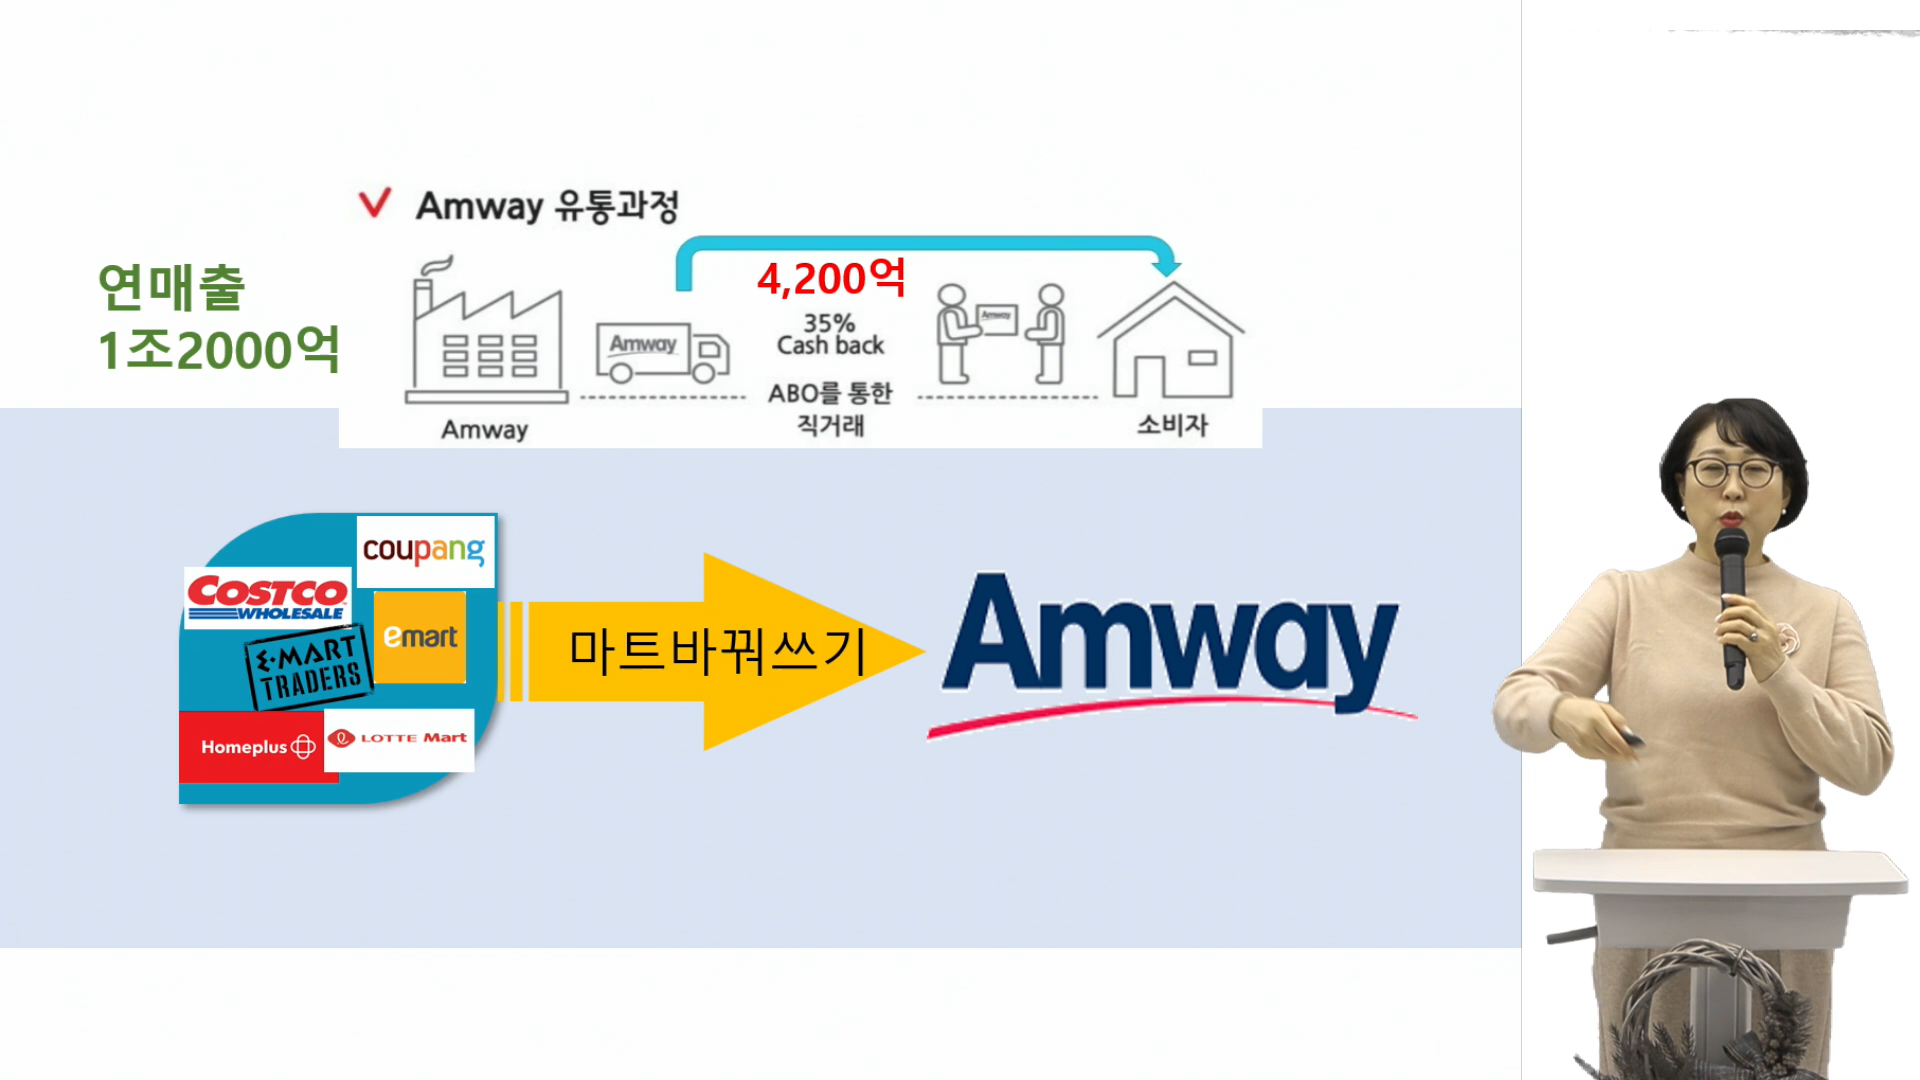 Amway 유통과정
연매출
1조2000억
4,200억
35%
Cash back
ABO를 통한
직거래
Amway
Amway
Amway
소비자
coupang
COSTCO
WHOLESALE
emart
E·MART
TRADERS
Homeplus
LOTTE Mart
마트바꿔쓰기
Amway